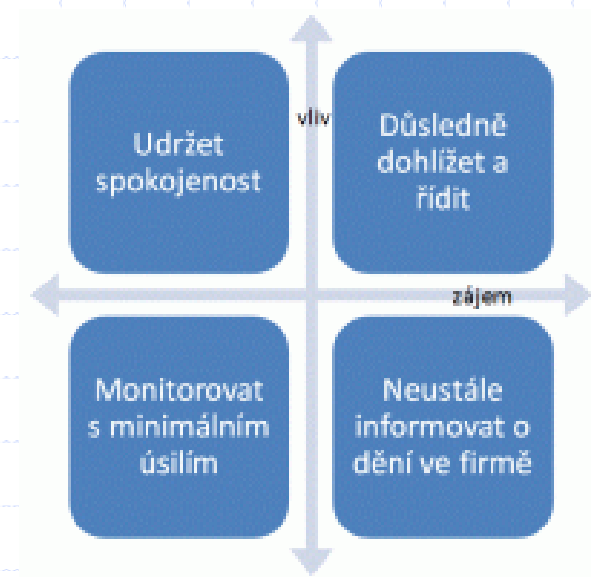 Udržet
spokojenost
vliv
Důsledně
dohlížet a
řídit
zájem
Monitorovat
s minimálním
úsilím
Neustále
informovat o
dění ve firmě